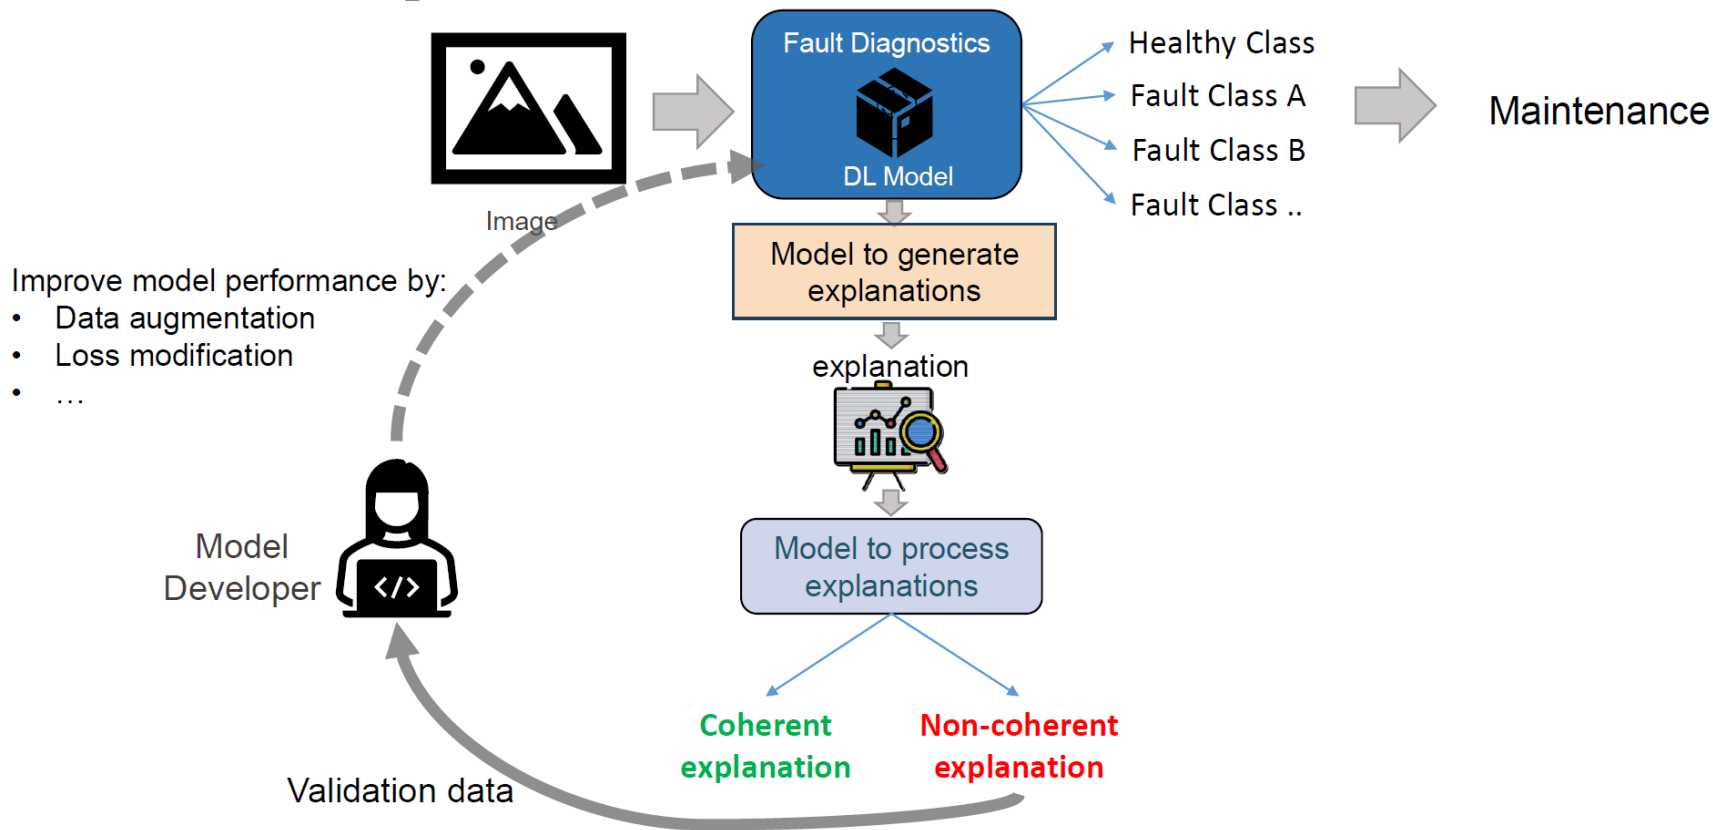 Fault Diagnostics
DL Model
Healthy Class
Fault Class A
Fault Class B
Fault Class ..
Maintenance
Image
Model to generate
explanations
Improve model performance by:
• Data augmentation
• Loss modification
• …
explanation
Model
Developer
</>
Model to process
explanations
Coherent
explanation
Non-coherent
explanation
Validation data